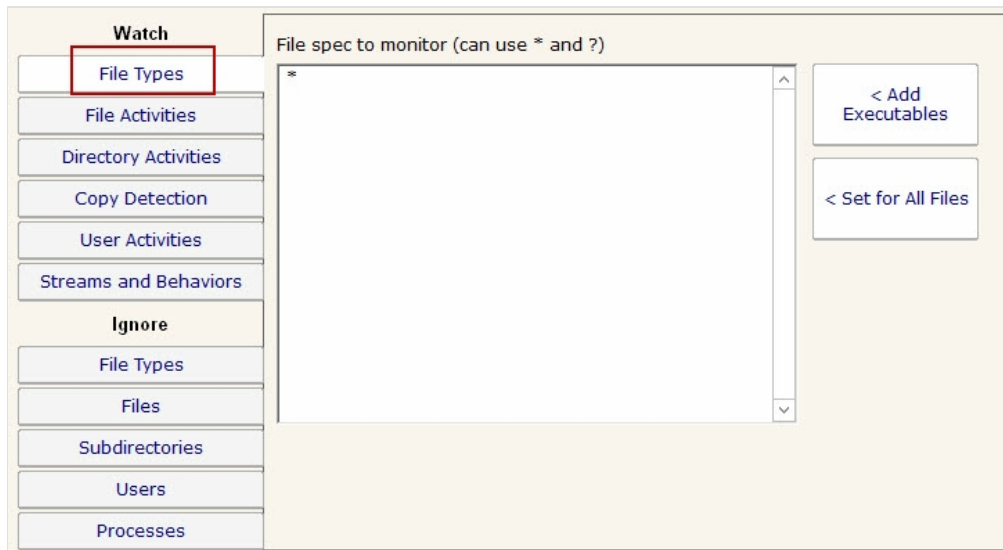 Watch
File Types
File Activities
Directory Activities
Copy Detection
User Activities
Streams and Behaviors
Ignore
File Types
Files
Subdirectories
Users
Processes
File spec to monitor (can use * and ?)
*
< Add
Executables
< Set for All Files